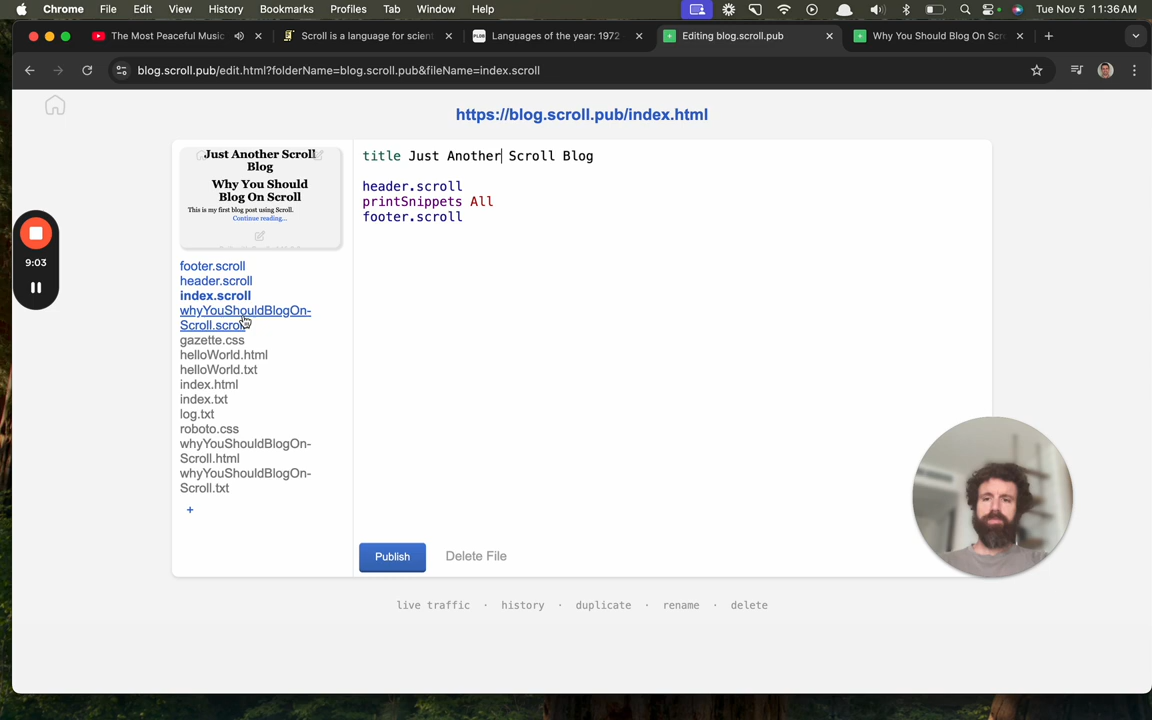 Chrome File Edit View History Bookmarks Profiles Tab Window Help Tue Nov 5 11:36 AM
The Most Peaceful Music
Scroll is a language for scient
Languages of the year: 1972
Editing blog.scroll.pub
Why You Should Blog On Scro
blog.scroll.pub/edit.html?folderName=blog.scroll.pub&fileName=index.scroll
https://blog.scroll.pub/index.html
Just Another Scroll
Blog
Why You Should
Blog On Scroll
This is my first blog post using Scroll.
Continue reading...
footer.scroll
header.scroll
index.scroll
whyYouShouldBlogOn-
Scroll.scroll
gazette.css
helloWorld.html
helloWorld.txt
index.html
index.txt
log.txt
roboto.css
whyYouShouldBlogOn-
Scroll.html
whyYouShouldBlogOn-
Scroll.txt
+
title Just Another Scroll Blog
header.scroll
printSnippets All
footer.scroll
Publish Delete File
live traffic · history · duplicate · rename · delete
9:03